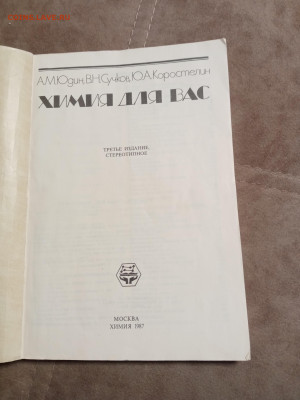 А.М.Юдин, В.Н.Сучков, Ю.А.Коростелин
ХИМИЯ ДЛЯ ВАС
ТРЕТЬЕ ИЗДАНИЕ,
СТЕРЕОТИПНОЕ
МОСКВА
ХИМИЯ 1987